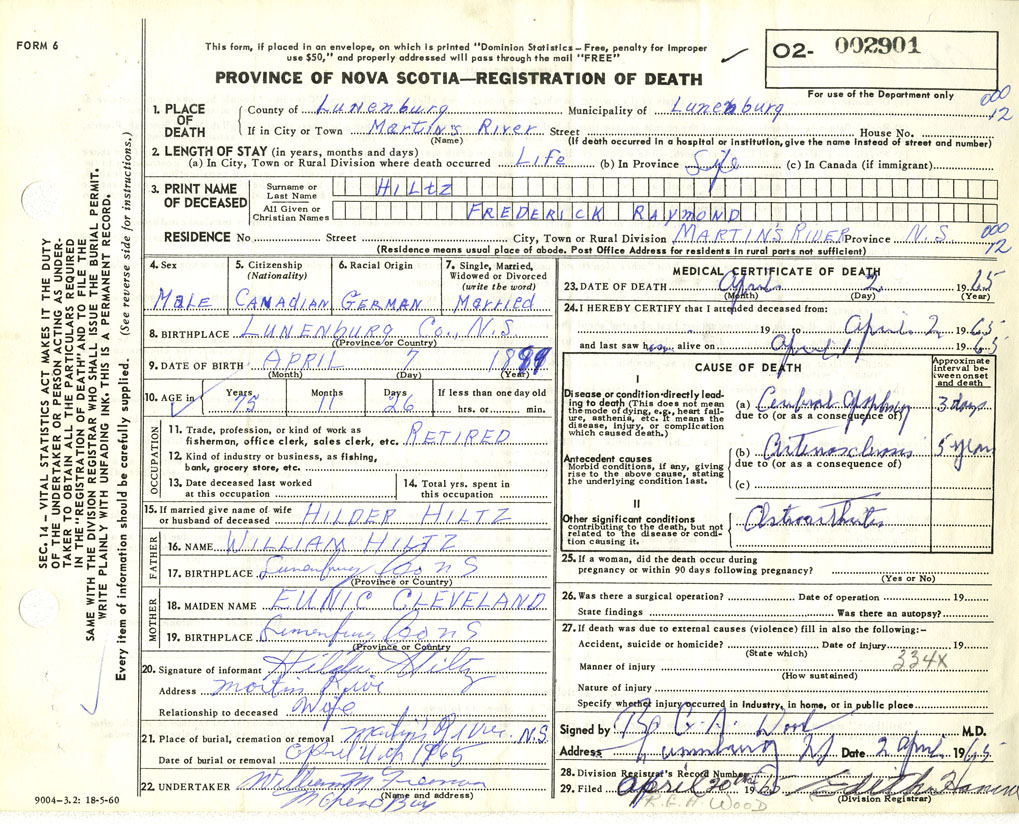 FORM 6
This form, if placed in an envelope, on which is printed "Dominion Statistics – Free, penalty for improper
use $50," and properly addressed will pass through the mail "FREE"
02- 002901
PROVINCE OF NOVA SCOTIA—REGISTRATION OF DEATH
For use of the Department only
000
12
1. PLACE OF DEATH County of Lunenburg Municipality of Lunenburg
If in City or Town Martin's River Street House No.
(Name) (If death occurred in a hospital or institution, give name instead of street and number)
2. LENGTH OF STAY (in years, months and days)
(a) In City, Town or Rural Division where death occurred Life (b) In Province Life (c) In Canada (if immigrant)
3. PRINT NAME OF DECEASED
Surname or Last Name HILTZ
All Given or Christian Names FREDERICK RAYMOND
RESIDENCE No. Street City, Town or Rural Division MARTIN'S RIVER Province N.S.
000
12
(Residence means usual place of abode. Post Office Address for residents in rural parts not sufficient)
4. Sex Male
5. Citizenship (Nationality) CANADIAN
6. Racial Origin GERMAN
7. Single, Married, Widowed or Divorced (write the word) Married
8. BIRTHPLACE LUNENBURG Co., N.S.
(Province or Country)
9. DATE OF BIRTH APRIL 7 1889
(Month) (Day) (Year)
10. AGE in Years 75 Months 11 Days 26 If less than one day old hrs. or min.
OCCUPATION
11. Trade, profession, or kind of work as fisherman, office clerk, sales clerk, etc. RETIRED
12. Kind of industry or business, as fishing, bank, grocery store, etc.
13. Date deceased last worked at this occupation
14. Total yrs. spent in this occupation
15. If married give name of wife or husband of deceased HILDER HILTZ
FATHER
16. NAME WILLIAM HILTZ
17. BIRTHPLACE Lunenburg Co N S
(Province or Country)
MOTHER
18. MAIDEN NAME EUNIC CLEVELAND
19. BIRTHPLACE Lunenburg Co N S
(Province or Country)
20. Signature of informant Hilder Hiltz
Address Martin River
Relationship to deceased Wife
21. Place of burial, cremation or removal Martin's River N.S.
Date of burial or removal April 4th 1965
22. UNDERTAKER William M
(Name and address)
9004-3.2: 18-5-60
MEDICAL CERTIFICATE OF DEATH
23. DATE OF DEATH April 2 1965
(Month) (Day) (Year)
24. I HEREBY CERTIFY that I attended deceased from:
19 to April 2 1965
and last saw him alive on April 1 1965
CAUSE OF DEATH
Approximate interval between onset and death
I
Disease or condition directly leading to death (This does not mean the mode of dying, e.g., heart failure, asthenia, etc. It means the disease, injury, or complication which caused death.)
(a) Cerebral 3 days
due to (or as a consequence of)
Antecedent causes
Morbid conditions, if any, giving rise to the above cause, stating the underlying condition last.
(b) Arteriosclerosis 5 years
due to (or as a consequence of)
(c)
II
Other significant conditions contributing to the death, but not related to the disease or condition causing it.
Osteoarthritis
25. If a woman, did the death occur during pregnancy or within 90 days following pregnancy?
(Yes or No)
26. Was there a surgical operation? Date of operation 19
State findings Was there an autopsy?
27. If death was due to external causes (violence) fill in also the following:–
Accident, suicide or homicide? Date of injury 19
(State which)
334X
Manner of injury
(How sustained)
Nature of injury
Specify whether injury occurred in Industry, in home, or in public place
Signed by Wood M.D.
Address Lunenburg NS Date 2 April 1965
28. Division Registrar's Record Number
29. Filed April 20 1965 Edith
(Division Registrar)
R.E.A. WOOD
SEC. 14 — VITAL STATISTICS ACT MAKES IT THE DUTY
OF THE UNDERTAKER OR PERSON ACTING AS UNDER-
TAKER TO OBTAIN ALL THE PARTICULARS REQUIRED
IN THE "REGISTRATION OF DEATH" AND TO FILE THE
SAME WITH THE DIVISION REGISTRAR WHO SHALL ISSUE THE BURIAL PERMIT.
WRITE PLAINLY WITH UNFADING INK. THIS IS A PERMANENT RECORD.
Every item of information should be carefully supplied. (See reverse side for instructions.)